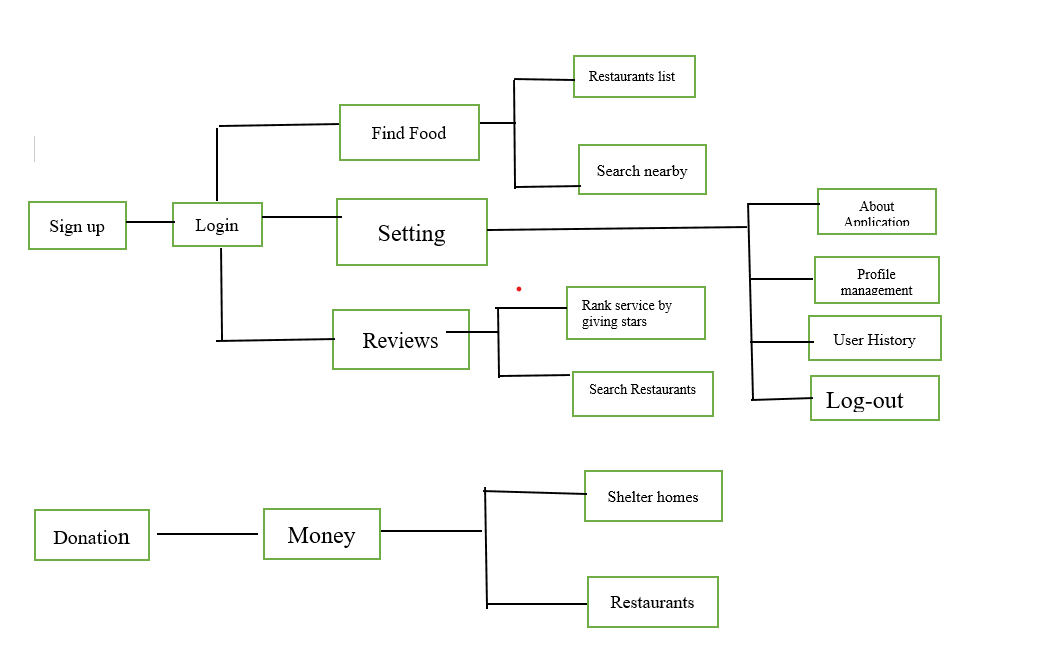 Restaurants list
Find Food
Search nearby
Sign up
Login
Setting
About
Application
Profile
management
Reviews
Rank service by
giving stars
User History
Search Restaurants
Log-out
Shelter homes
Donation
Money
Restaurants